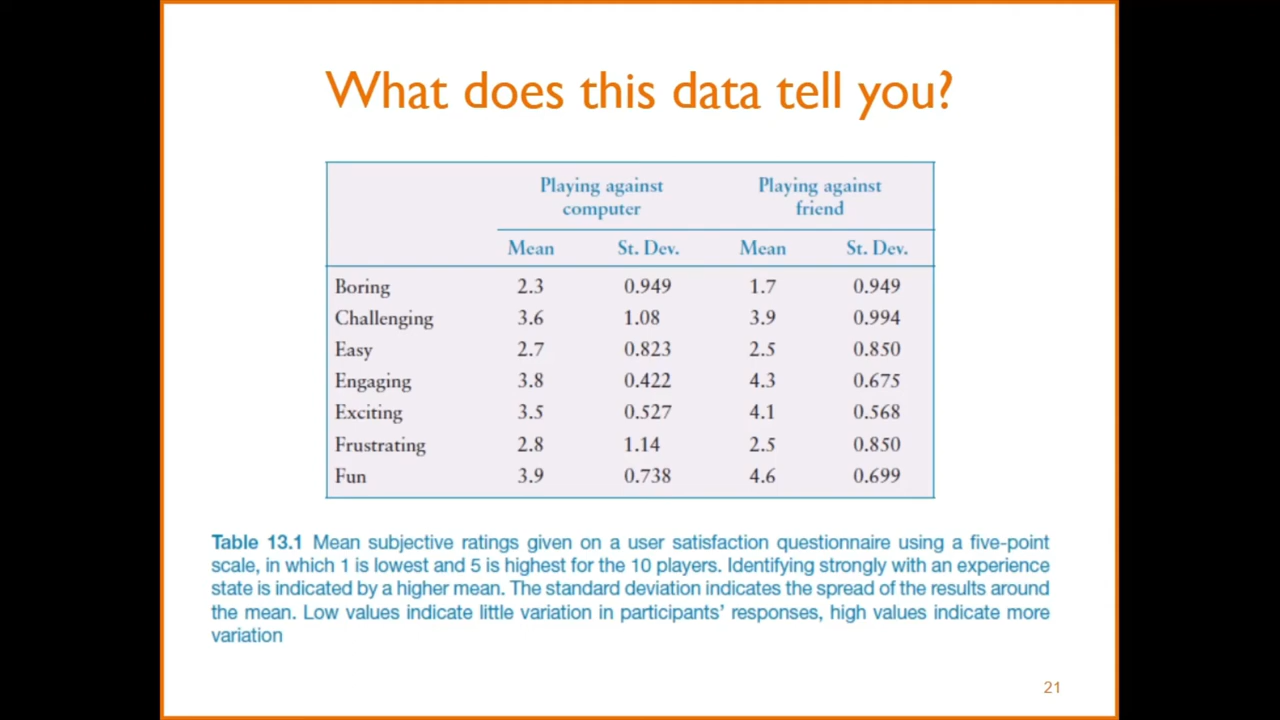 What does this data tell you?
Playing against computer Playing against friend
Mean St. Dev. Mean St. Dev.
Boring 2.3 0.949 1.7 0.949
Challenging 3.6 1.08 3.9 0.994
Easy 2.7 0.823 2.5 0.850
Engaging 3.8 0.422 4.3 0.675
Exciting 3.5 0.527 4.1 0.568
Frustrating 2.8 1.14 2.5 0.850
Fun 3.9 0.738 4.6 0.699
Table 13.1 Mean subjective ratings given on a user satisfaction questionnaire using a five-point
scale, in which 1 is lowest and 5 is highest for the 10 players. Identifying strongly with an experience
state is indicated by a higher mean. The standard deviation indicates the spread of the results around
the mean. Low values indicate little variation in participants' responses, high values indicate more
variation
21